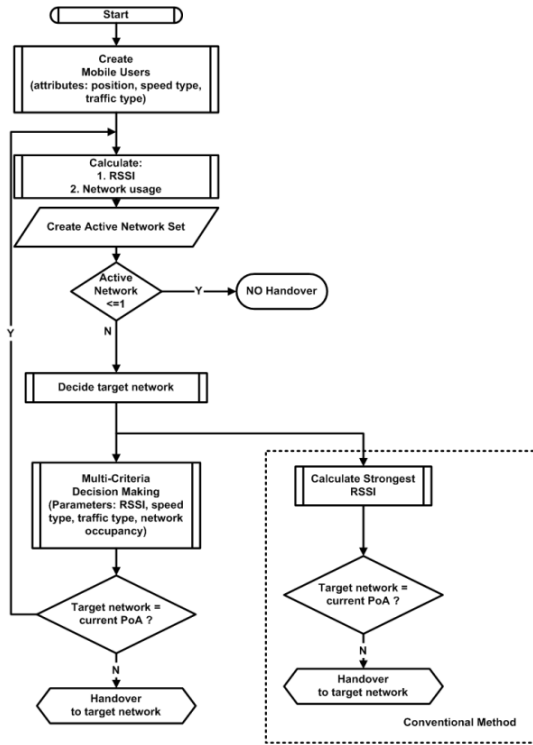 Start
Create
Mobile Users
(attributes: position, speed type,
traffic type)
Calculate:
1. RSSI
2. Network usage
Create Active Network Set
Active
Network
<=1
Y
NO Handover
N
Y
Decide target network
Multi-Criteria
Decision Making
(Parameters: RSSI, speed
type, traffic type, network
occupancy)
Calculate Strongest
RSSI
Target network =
current PoA ?
Target network =
current PoA ?
N
N
Handover
to target network
Handover
to target network
Conventional Method